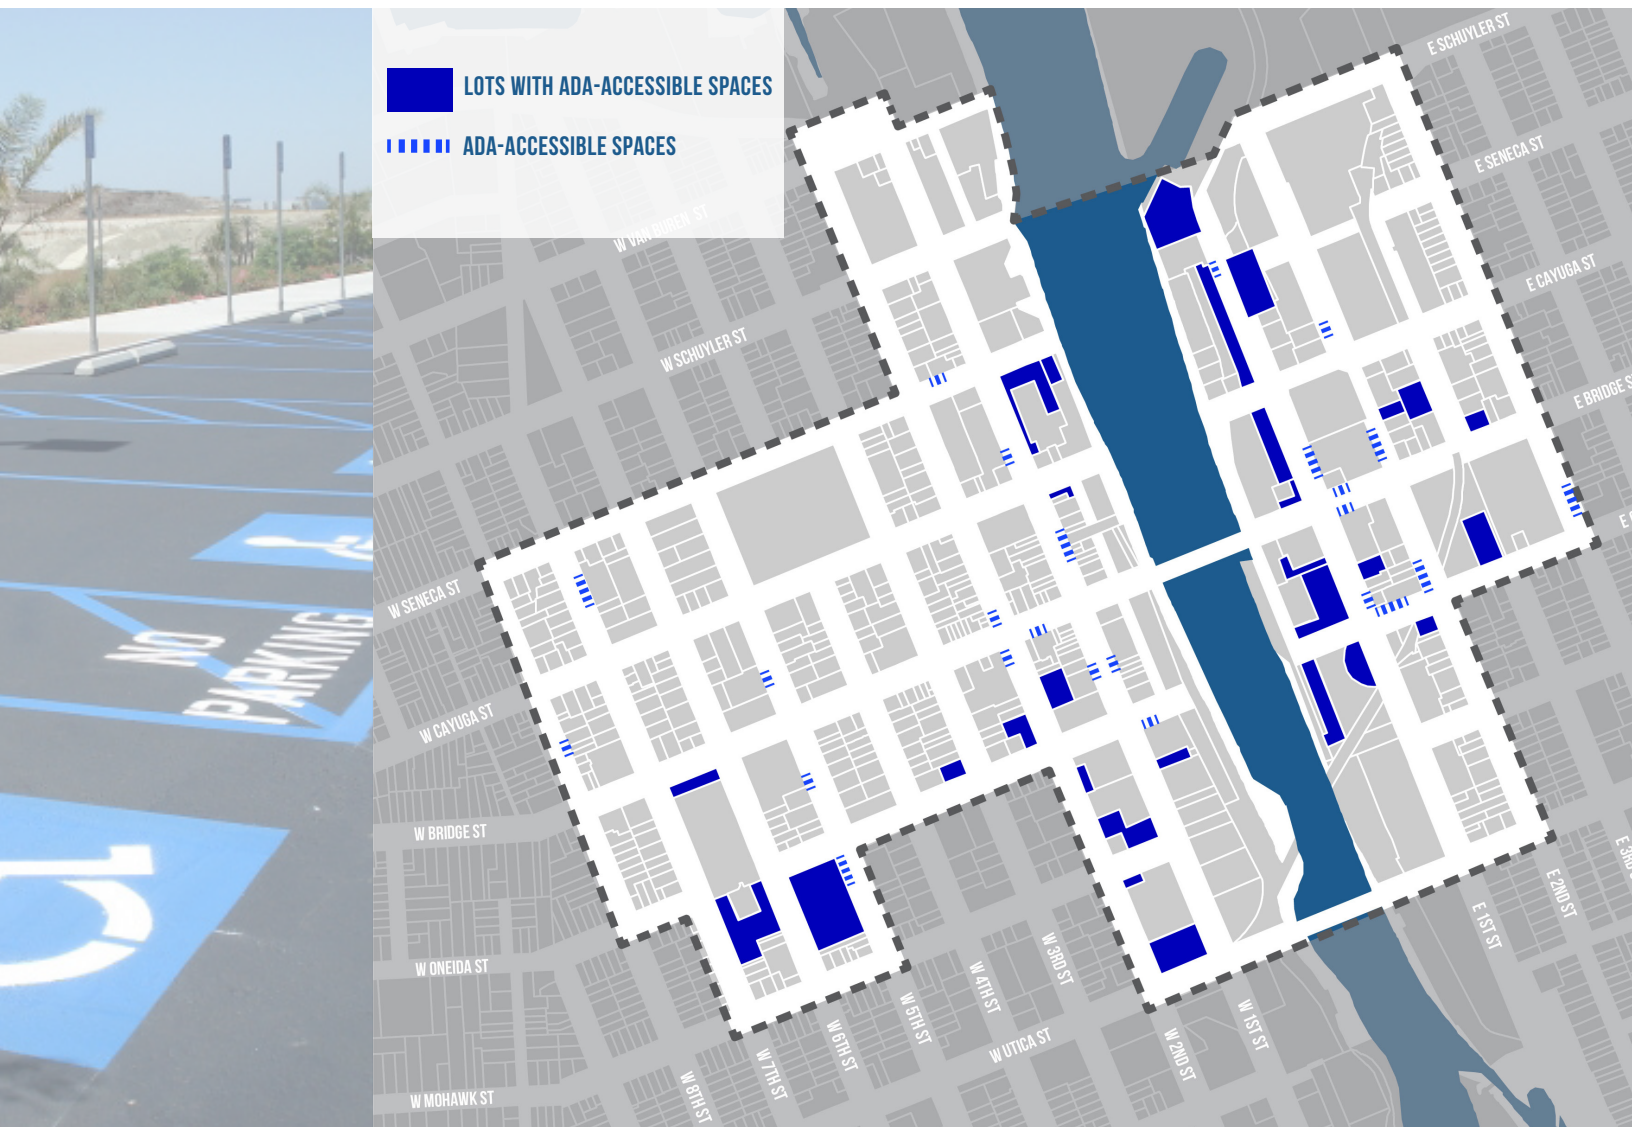 LOTS WITH ADA-ACCESSIBLE SPACES
ADA-ACCESSIBLE SPACES
NO
PARKING
E SCHUYLER ST
E SENECA ST
E CAYUGA ST
E BRIDGE S
E
W VAN BUREN ST
W SCHUYLER ST
W SENECA ST
W CAYUGA ST
W BRIDGE ST
W ONEIDA ST
W MOHAWK ST
W 8TH ST
W 7TH ST
W 6TH ST
W 5TH ST
W 4TH ST
W 3RD ST
W UTICA ST
W 2ND ST
W 1ST ST
E 1ST ST
E 2ND ST
E 3RD